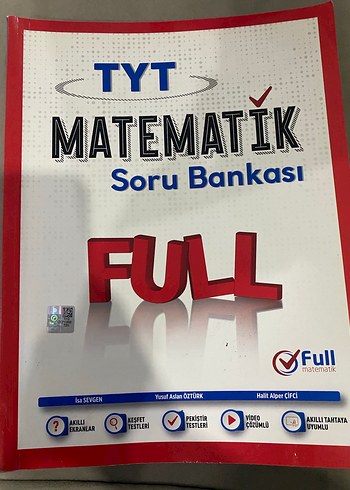 TYT
MATEMATİK
Soru Bankası
FULL
Full
matematik
İsa SEVGEN Yusuf Aslan ÖZTÜRK Halit Alper ÇİFCİ
AKILLI EKRANLAR
KEŞFET TESTLERİ
PEKİŞTİR TESTLERİ
VİDEO ÇÖZÜMLÜ
AKILLI TAHTAYA UYUMLU